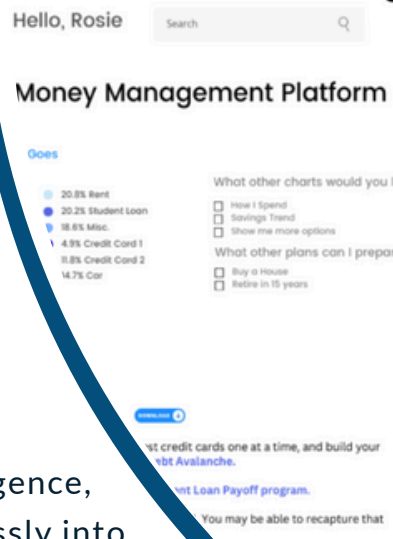 Hello, Rosie
Search
Money Management Platform
Goes
What other charts would you l
20.8% Rent
20.2% Student Loan
18.6% Misc.
4.9% Credit Card 1
11.8% Credit Card 2
14.7% Car
How I Spend
Savings Trend
Show me more options
What other plans can I prepar
Buy a House
Retire in 15 years
DOWNLOAD
st credit cards one at a time, and build your
ebt Avalanche.
ent Loan Payoff program.
You may be able to recapture that
gence,
ssly into